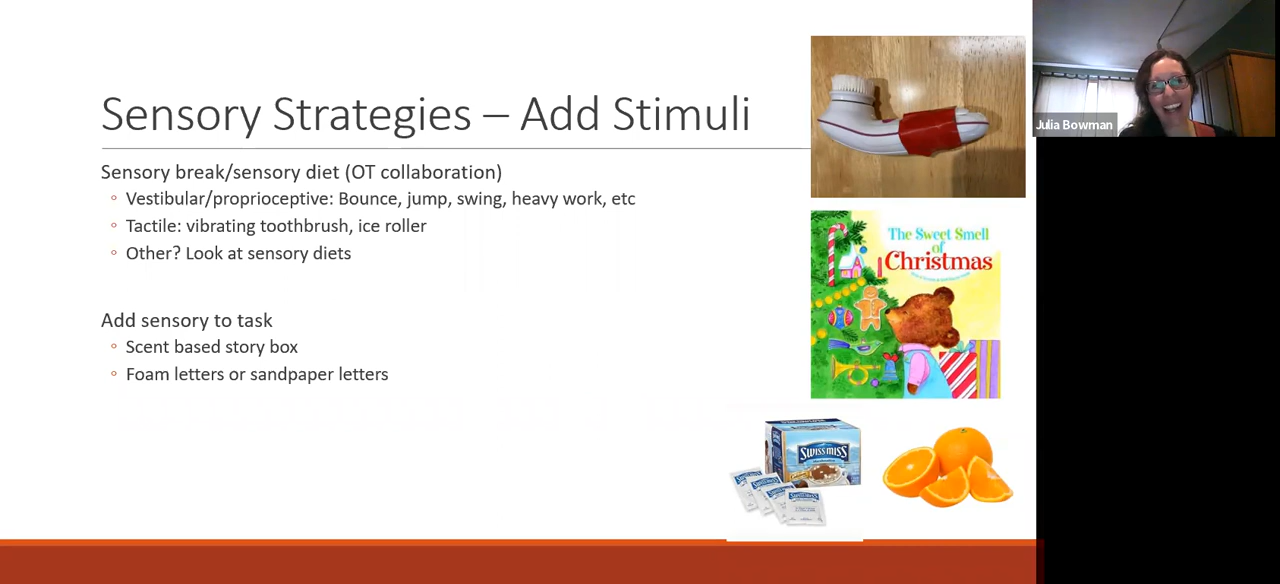 Sensory Strategies – Add Stimuli
Sensory break/sensory diet (OT collaboration)
◦ Vestibular/proprioceptive: Bounce, jump, swing, heavy work, etc
◦ Tactile: vibrating toothbrush, ice roller
◦ Other? Look at sensory diets
Add sensory to task
◦ Scent based story box
◦ Foam letters or sandpaper letters
The Sweet Smell
of
Christmas
SWISS MISS
Julia Bowman